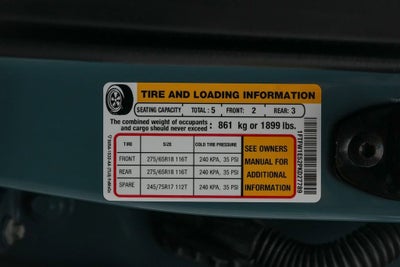 TIRE AND LOADING INFORMATION
SEATING CAPACITY TOTAL: 5 FRONT: 2 REAR: 3
The combined weight of occupants and cargo should never exceed: 861 kg or 1899 lbs.
TIRE SIZE COLD TIRE PRESSURE
FRONT 275/65R18 116T 240 KPA, 35 PSI
REAR 275/65R18 116T 240 KPA, 35 PSI
SPARE 245/75R17 112T 240 KPA, 35 PSI
SEE OWNERS
MANUAL FOR
ADDITIONAL
INFORMATION